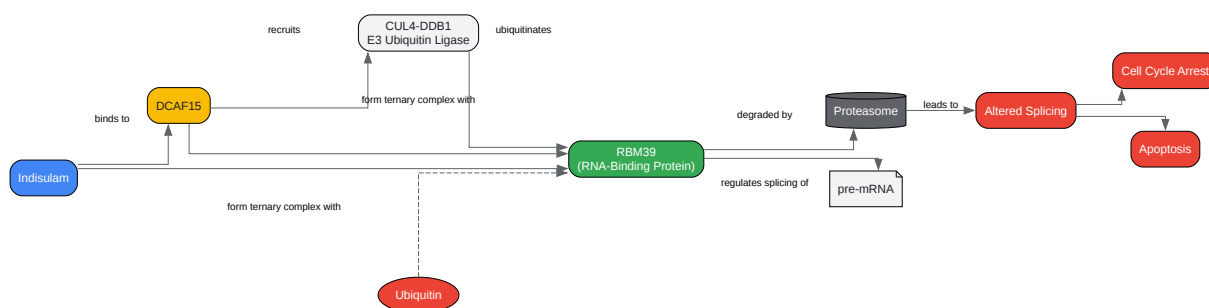 recruits
CUL4-DDB1
E3 Ubiquitin Ligase
ubiquitinates
Cell Cycle Arrest
form ternary complex with
DCAF15
binds to
degraded by
Proteasome
leads to
Altered Splicing
Apoptosis
RBM39
(RNA-Binding Protein)
Indisulam
regulates splicing of
pre-mRNA
form ternary complex with
Ubiquitin